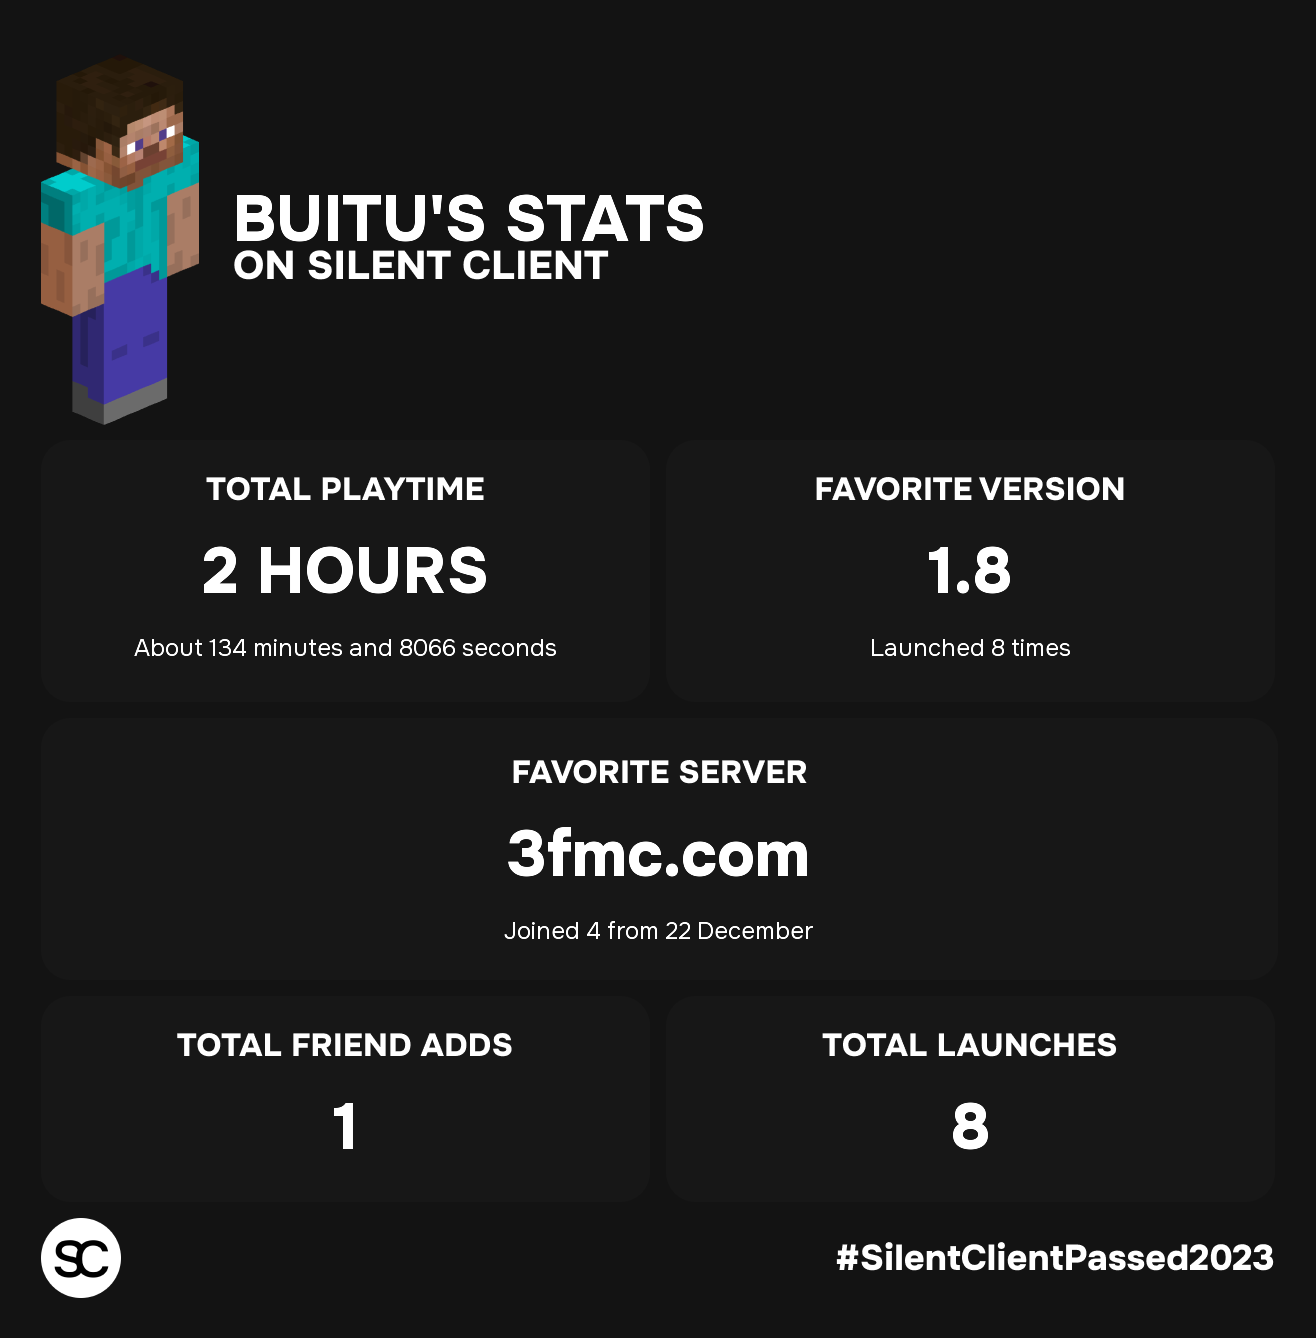 BUITU'S STATS
ON SILENT CLIENT
TOTAL PLAYTIME
2 HOURS
About 134 minutes and 8066 seconds
FAVORITE VERSION
1.8
Launched 8 times
FAVORITE SERVER
3fmc.com
Joined 4 from 22 December
TOTAL FRIEND ADDS
1
TOTAL LAUNCHES
8
SC
#SilentClientPassed2023